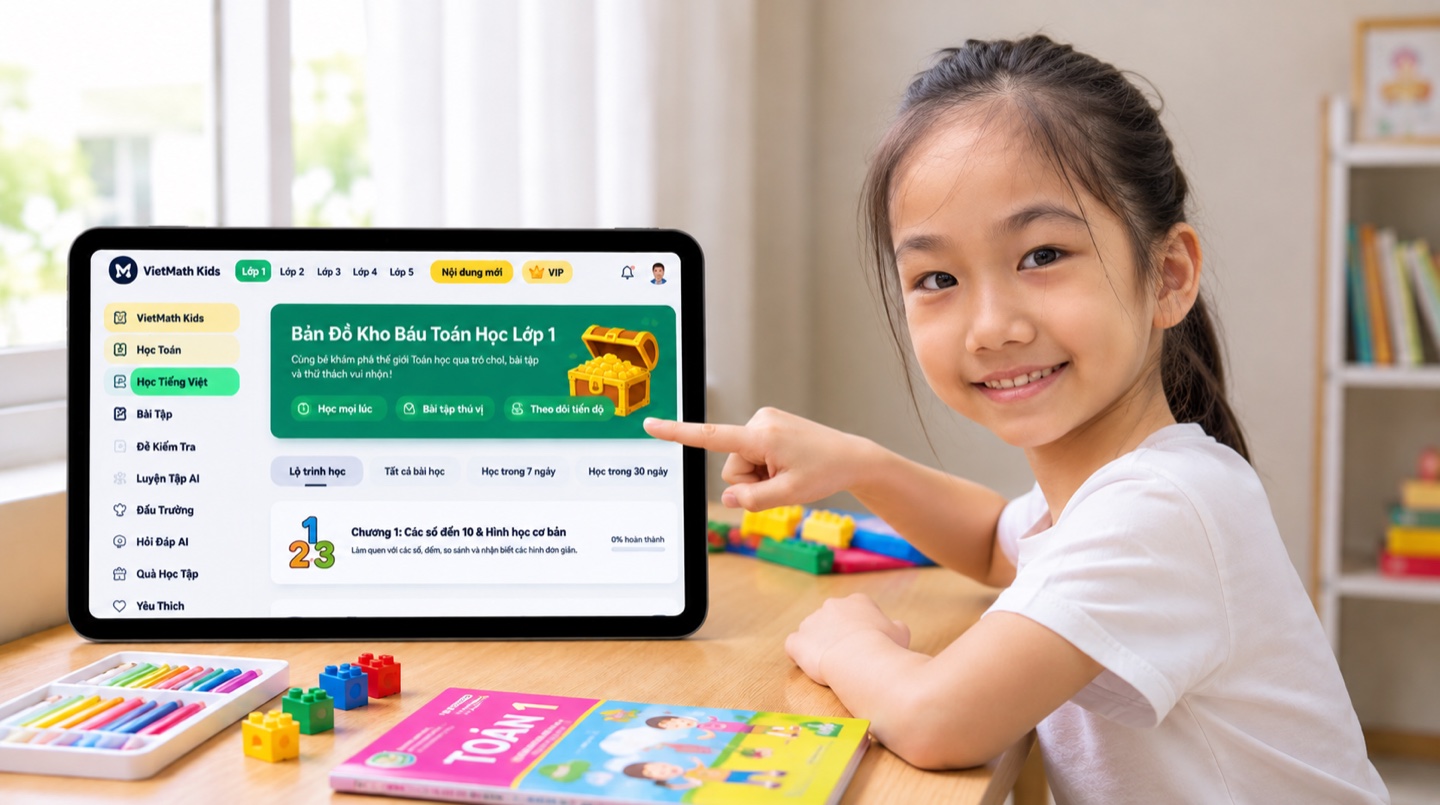 VietMath Kids
Lớp 1 Lớp 2 Lớp 3 Lớp 4 Lớp 5 Nội dung mới VIP
VietMath Kids
Học Toán
Học Tiếng Việt
Bài Tập
Đề Kiểm Tra
Luyện Tập AI
Đấu Trường
Hỏi Đáp AI
Quà Học Tập
Yêu Thích
Bản Đồ Kho Báu Toán Học Lớp 1
Cùng bé khám phá thế giới Toán học qua trò chơi, bài tập
và thử thách vui nhộn!
Học mọi lúc Bài tập thú vị Theo dõi tiến độ
Lộ trình học Tất cả bài học Học trong 7 ngày Học trong 30 ngày
123
Chương 1: Các số đến 10 & Hình học cơ bản
Làm quen với các số, đếm, so sánh và nhận biết các hình đơn giản.
0% hoàn thành
TOÁN 1